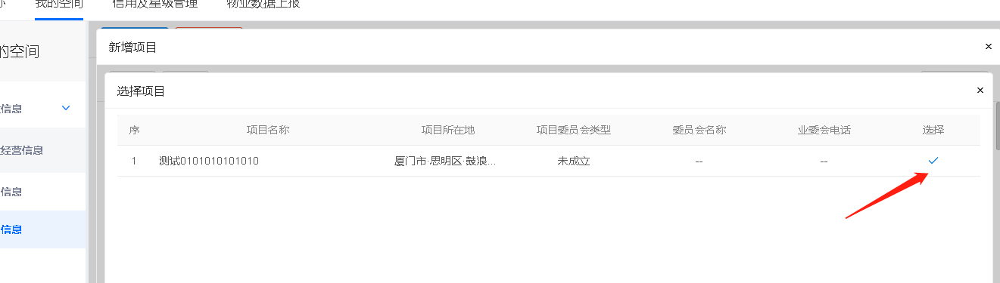 我的空间 信用及星级管理 物业数据上报
的空间
新增项目 ×
选择项目 ×
信息
经营信息
信息
信息
序 项目名称 项目所在地 项目委员会类型 委员会名称 业委会电话 选择
1 测试0101010101010 厦门市·思明区·鼓浪... 未成立 -- --